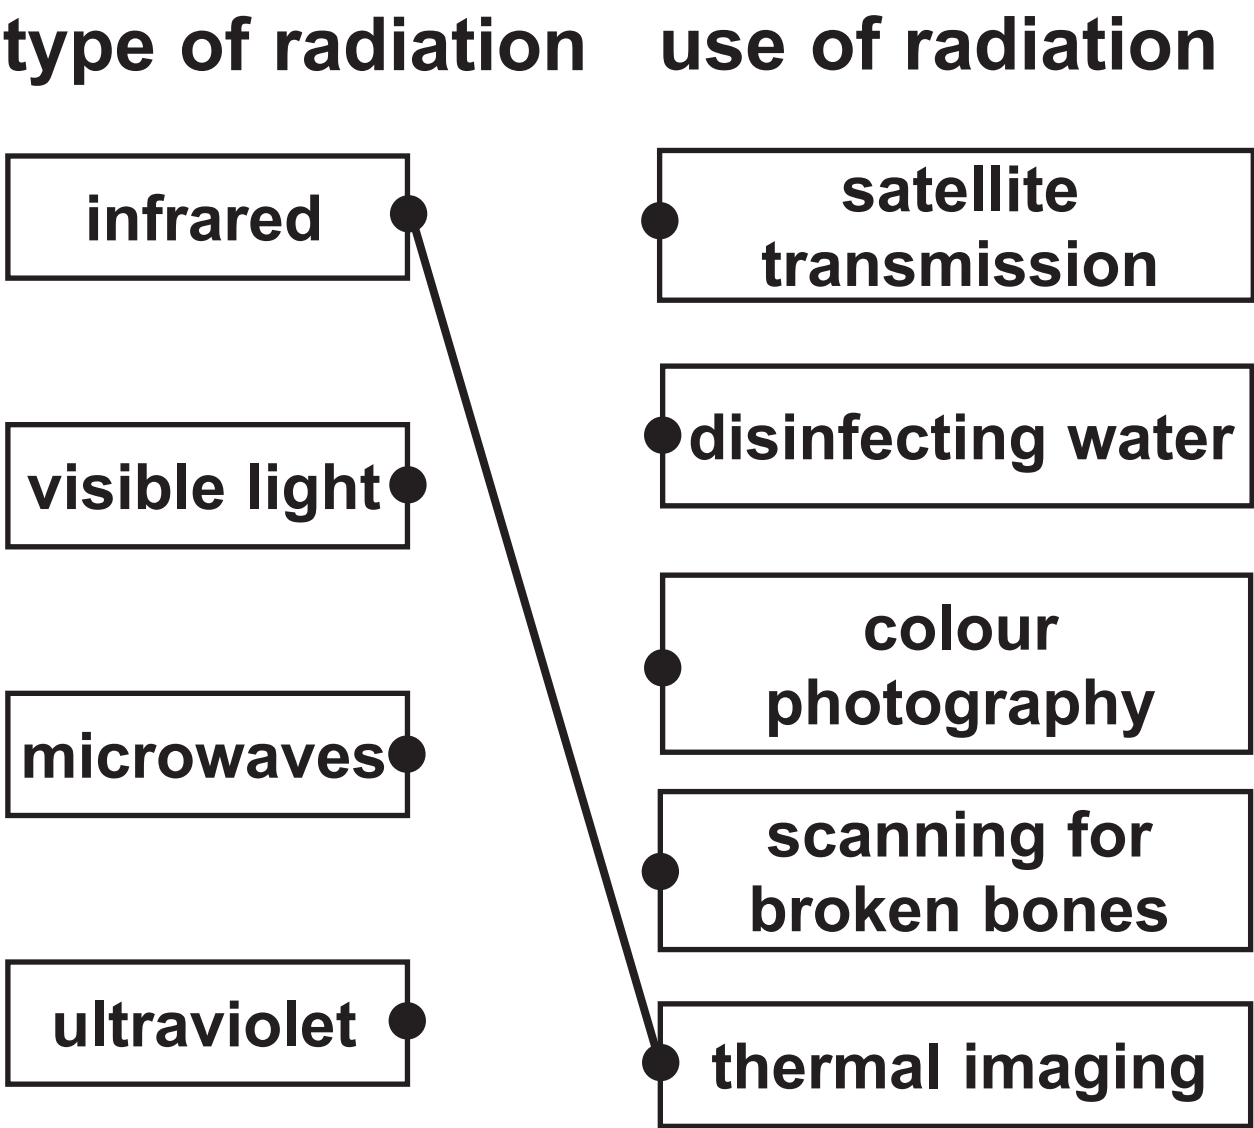 type of radiation
use of radiation
infrared
visible light
microwaves
ultraviolet
satellite
transmission
disinfecting water
colour
photography
scanning for
broken bones
thermal imaging